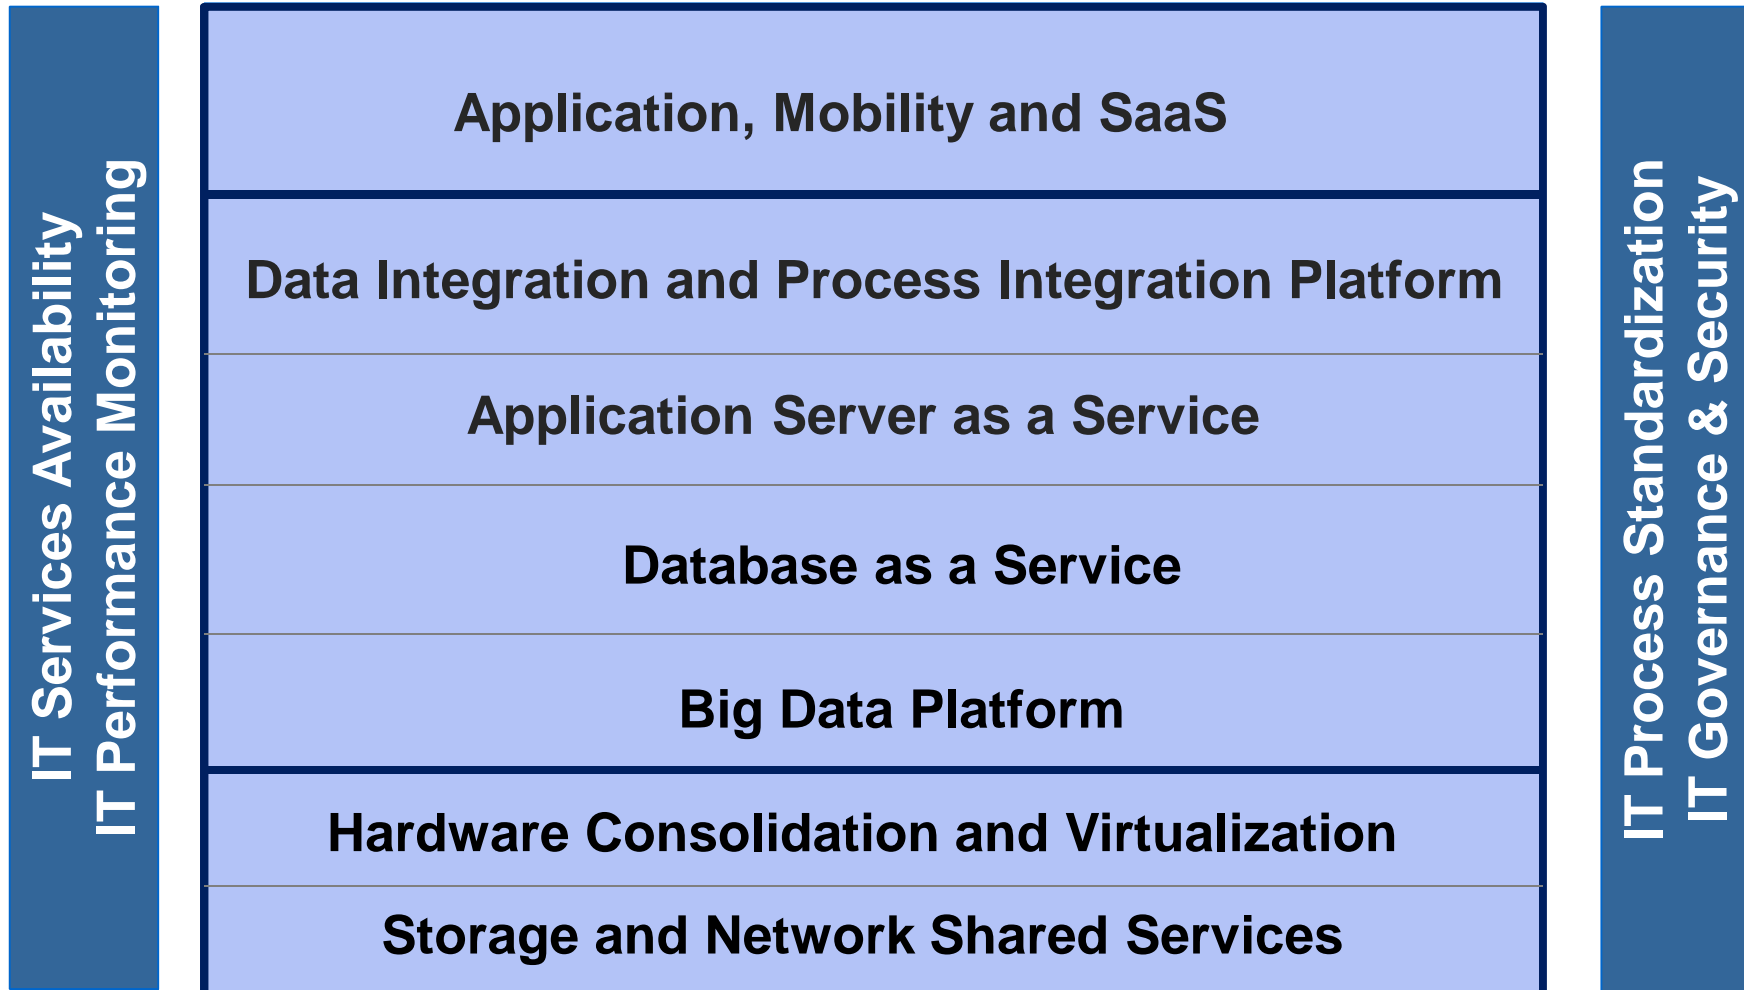 IT Services Availability
IT Performance Monitoring
Application, Mobility and SaaS
Data Integration and Process Integration Platform
Application Server as a Service
Database as a Service
Big Data Platform
Hardware Consolidation and Virtualization
Storage and Network Shared Services
IT Process Standardization
IT Governance & Security